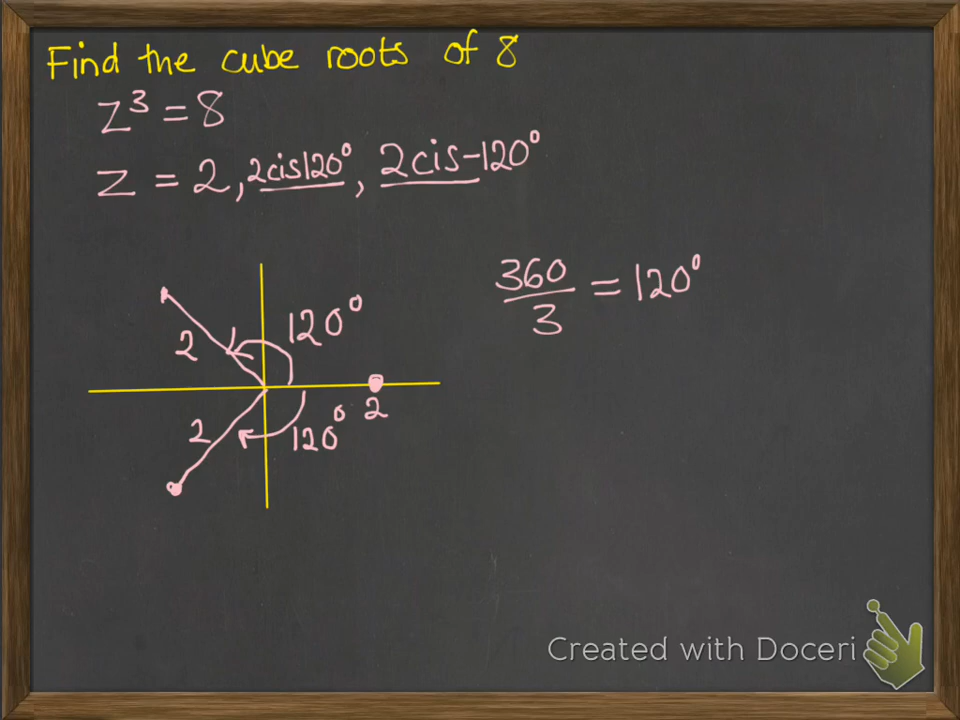 Find the cube roots of 8
z³ = 8
z = 2, 2cis120°, 2cis-120°
360/3 = 120°
2
120°
2
2
120°
Created with Doceri